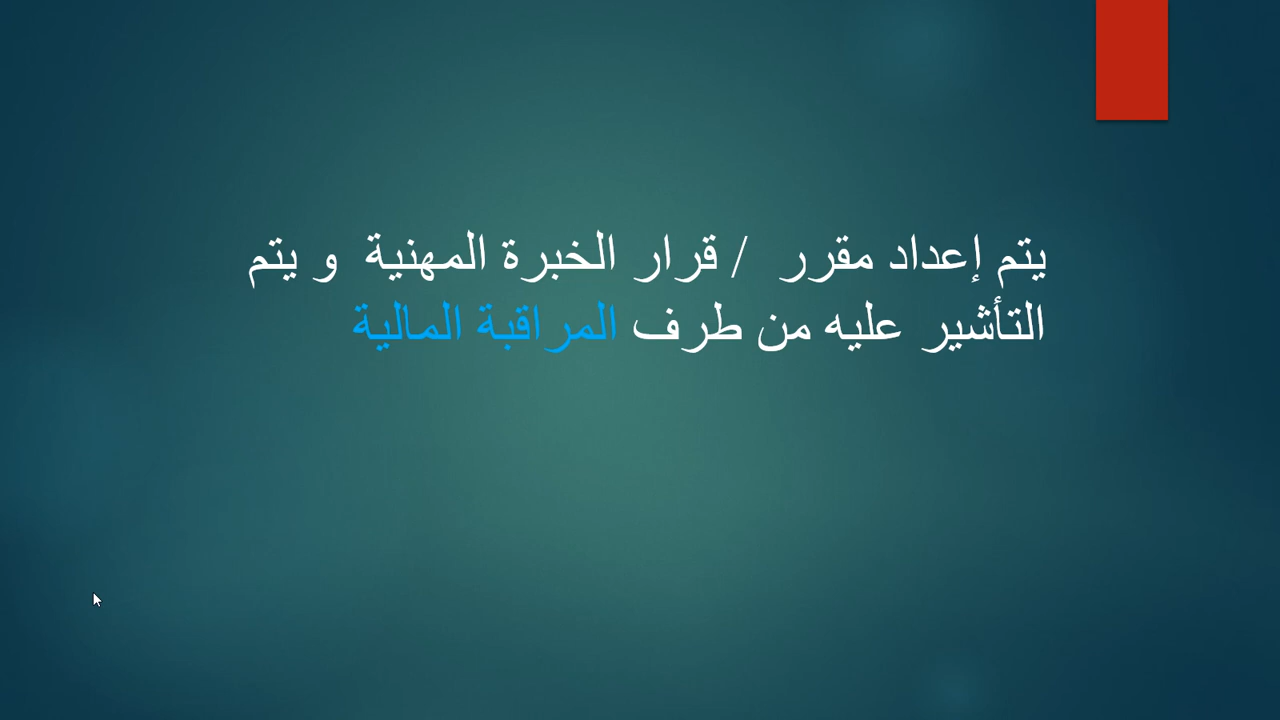 يتم إعداد مقرر / قرار الخبرة المهنية و يتم
التأشير عليه من طرف المراقبة المالية